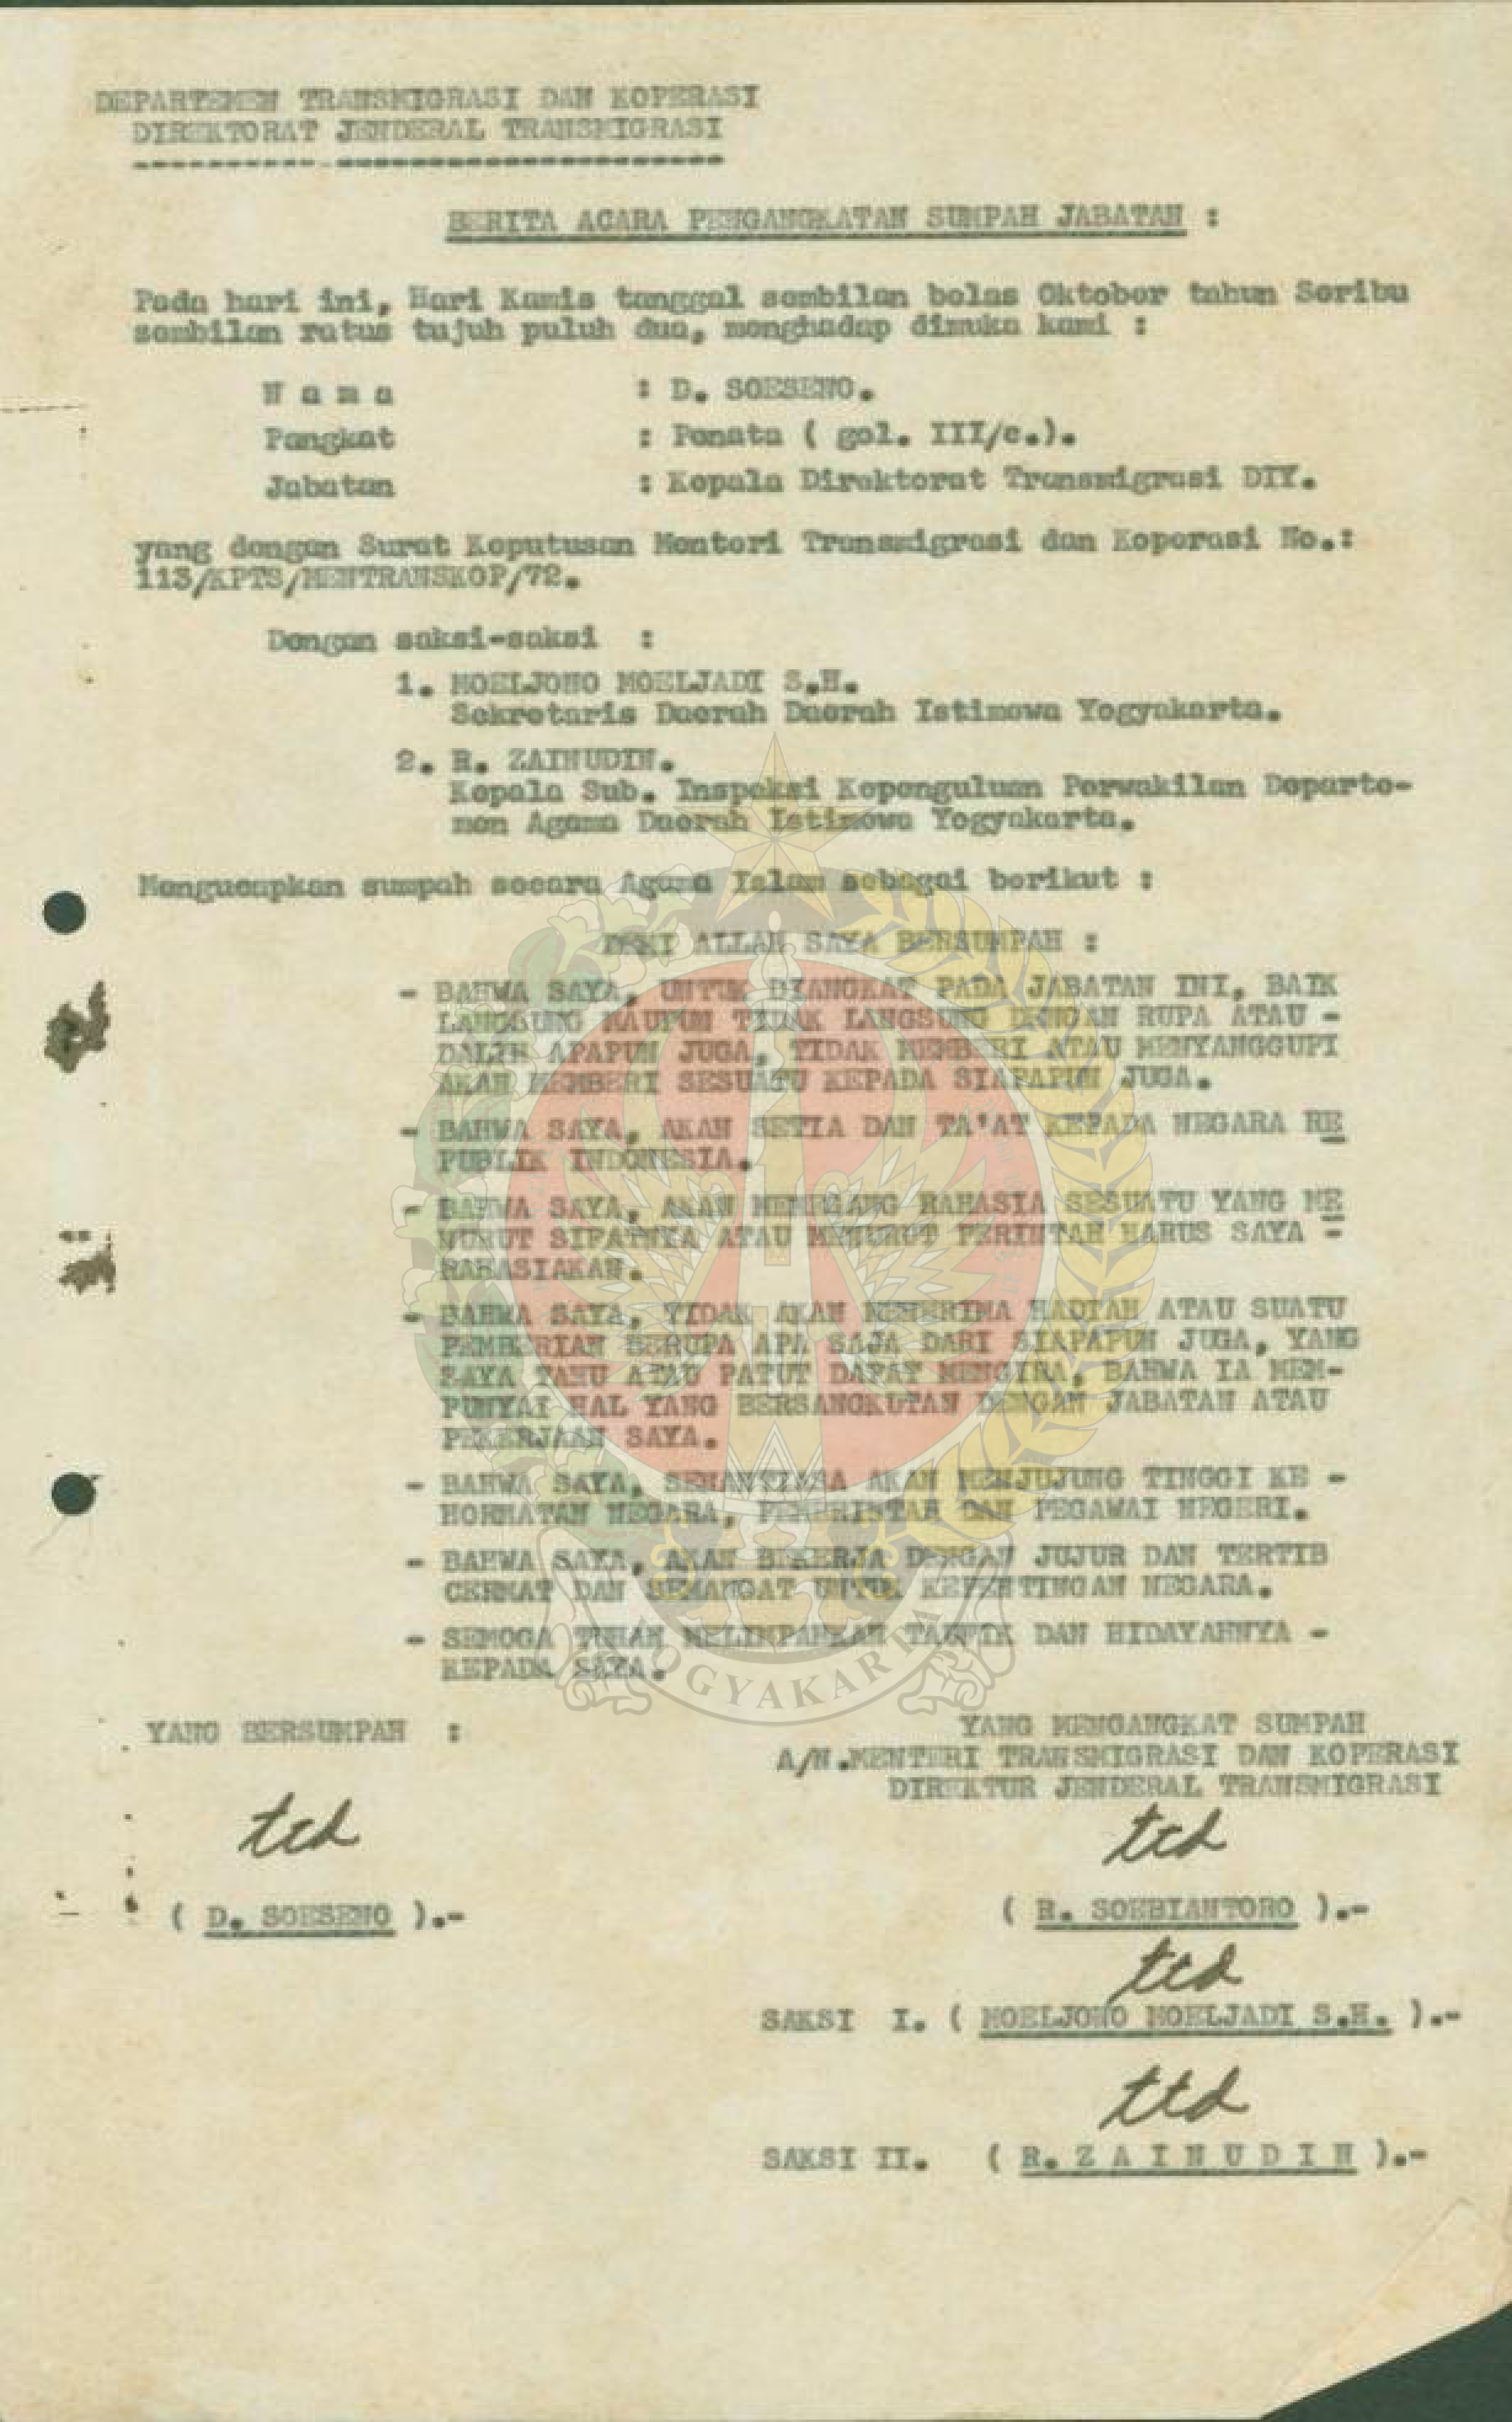 DEPARTEMEN TRANSMIGRASI DAN KOPERASI
DIREKTORAT JENDERAL TRANSMIGRASI
BERITA ACARA PENGANGKATAN SUMPAH JABATAN :
Pada hari ini, Hari Kamis tanggal sembilan belas Oktober tahun Seribu
sembilan ratus tujuh puluh dua, menghadap dimuka kami :
N a m a : D. SOESENO.
Pangkat : Penata ( gol. III/c.).
Jabatan : Kepala Direktorat Transmigrasi DIY.
yang dengan Surat Keputusan Menteri Transmigrasi dan Koperasi No.:
113/KPTS/MENTRANSKOP/72.
Dengan saksi-saksi :
1. MOELJONO MOELJADI S.H.
Sekretaris Daerah Daerah Istimewa Yogyakarta.
2. R. ZAINUDIN.
Kepala Sub. Inspeksi Kepenguluan Perwakilan Departe-
men Agama Daerah Istimewa Yogyakarta.
Mengucapkan sumpah secara Agama Islam sebagai berikut :
DEMI ALLAH SAYA BERSUMPAH :
- BAHWA SAYA, UNTUK DIANGKAT PADA JABATAN INI, BAIK
LANGSUNG MAUPUN TIDAK LANGSUNG DENGAN RUPA ATAU -
DALIH APAPUN JUGA, TIDAK MEMBERI ATAU MENYANGGUPI
AKAN MEMBERI SESUATU KEPADA SIAPAPUN JUGA.
- BAHWA SAYA, AKAN SETIA DAN TA'AT KEPADA NEGARA RE
PUBLIK INDONESIA.
- BAHWA SAYA, AKAN MEMEGANG RAHASIA SESUATU YANG ME
NURUT SIFATNYA ATAU MENURUT PERINTAH HARUS SAYA -
RAHASIAKAN.
- BAHWA SAYA, TIDAK AKAN MENERIMA HADIAH ATAU SUATU
PEMBERIAN BERUPA APA SAJA DARI SIAPAPUN JUGA, YANG
SAYA TAHU ATAU PATUT DAPAT MENGIRA, BAHWA IA MEM-
PUNYAI HAL YANG BERSANGKUTAN DENGAN JABATAN ATAU
PEKERJAAN SAYA.
- BAHWA SAYA, SENANTIASA AKAN MENJUJUNG TINGGI KE -
HORMATAN NEGARA, PEMERINTAH DAN PEGAWAI NEGERI.
- BAHWA SAYA, AKAN BEKERJA DENGAN JUJUR DAN TERTIB
CERMAT DAN SEMANGAT UNTUK KEPENTINGAN NEGARA.
- SEMOGA TUHAN MELIMPAHKAN TAUFIK DAN HIDAYAHNYA -
KEPADA SAYA.
YOGYAKARTA
YANG BERSUMPAH :
ttd
( D. SOESENO ).-
YANG MENGANGKAT SUMPAH
A/N.MENTERI TRANSMIGRASI DAN KOPERASI
DIREKTUR JENDERAL TRANSMIGRASI
ttd
( R. SOEBIANTORO ).-
ttd
SAKSI I. ( MOELJONO MOELJADI S.H. ).-
ttd
SAKSI II. ( R. Z A I N U D I N ).-